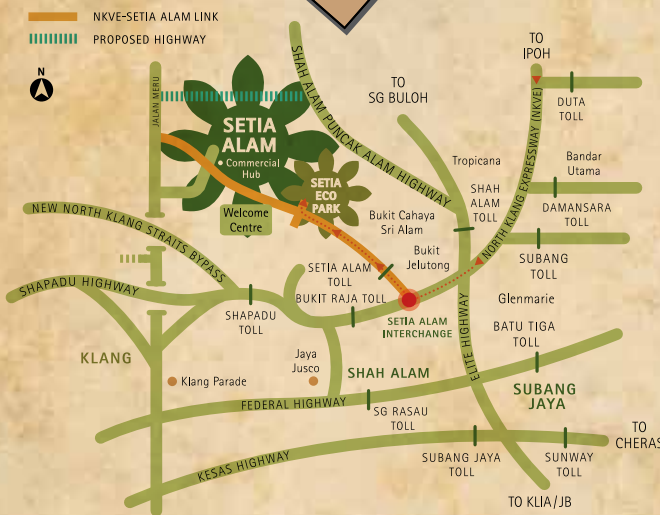 NKVE-SETIA ALAM LINK
PROPOSED HIGHWAY
N
JALAN MERU
SHAH ALAM PUNCAK ALAM HIGHWAY
TO
IPOH
TO
SG BULOH
DUTA
TOLL
SETIA
ALAM
• Commercial
Hub
SETIA
ECO
PARK
Welcome
Centre
Tropicana
Bandar
Utama
SHAH
ALAM
TOLL
NORTH KLANG EXPRESSWAY (NKVE)
DAMANSARA
TOLL
Bukit Cahaya
Sri Alam
NEW NORTH KLANG STRAITS BYPASS
Bukit
Jelutong
SUBANG
TOLL
SETIA ALAM
TOLL
SHAPADU HIGHWAY
BUKIT RAJA TOLL
Glenmarie
SHAPADU
TOLL
SETIA ALAM
INTERCHANGE
ELITE HIGHWAY
BATU TIGA
TOLL
KLANG
Jaya
Jusco
Klang Parade
SHAH ALAM
SUBANG
JAYA
FEDERAL HIGHWAY
SG RASAU
TOLL
TO
CHERAS
KESAS HIGHWAY
SUBANG JAYA
TOLL
SUNWAY
TOLL
TO KLIA/JB